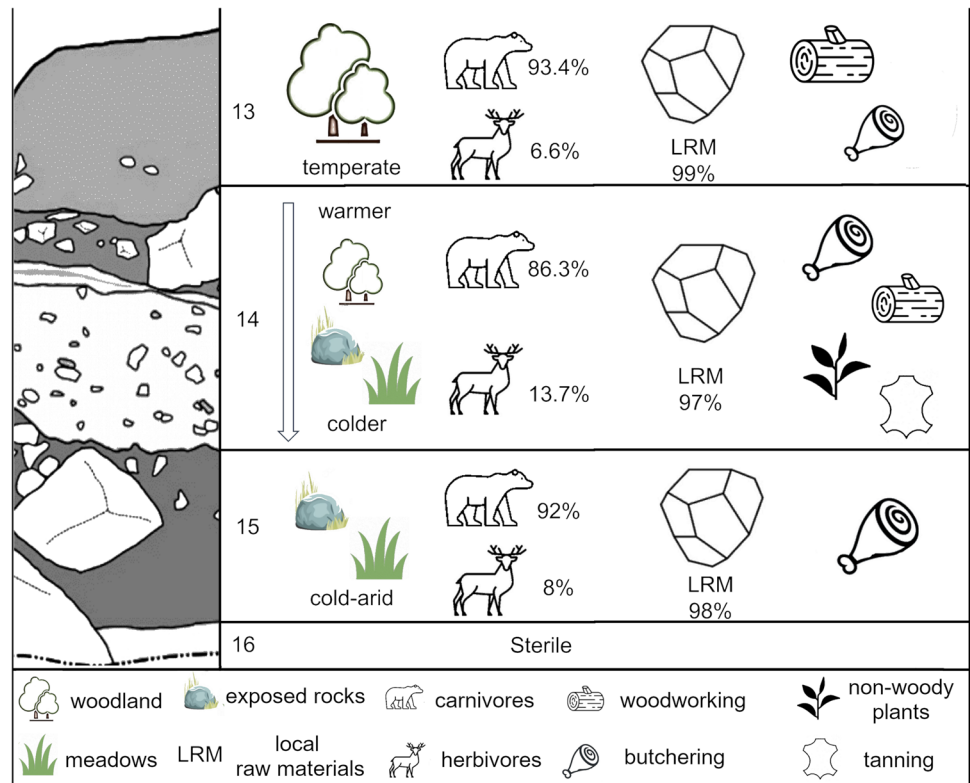 13
temperate
93.4%
6.6%
LRM
99%
14
warmer
colder
86.3%
13.7%
LRM
97%
15
cold-arid
92%
8%
LRM
98%
16
Sterile
woodland
exposed rocks
carnivores
woodworking
non-woody
plants
meadows
LRM
local
raw materials
herbivores
butchering
tanning